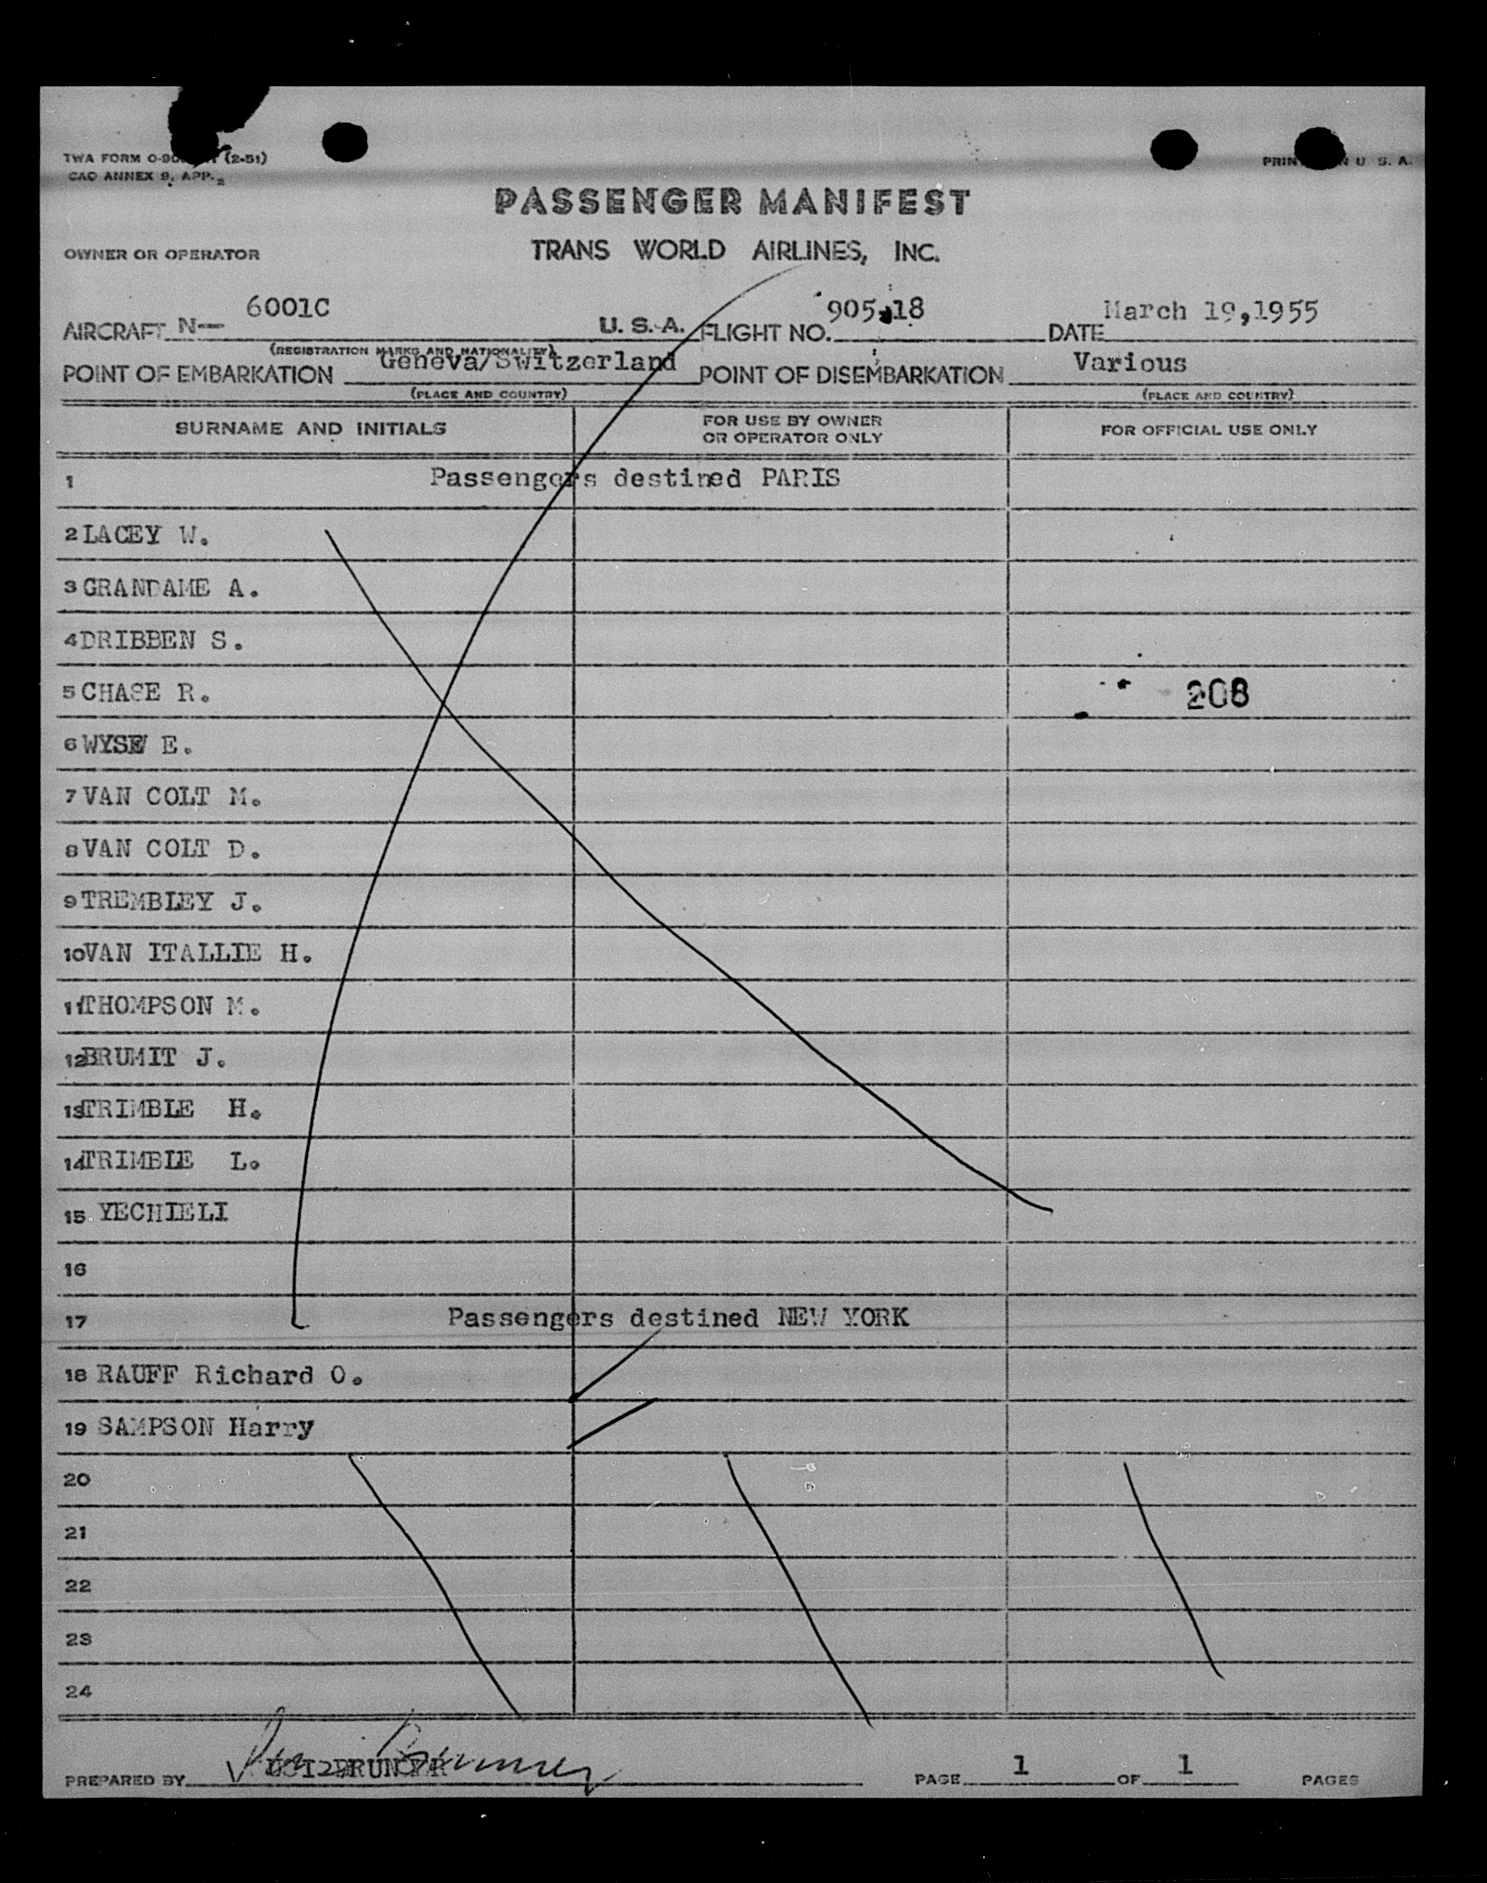 TWA FORM O-90 (2-51)
CAO ANNEX 9, APP. 2
PRINTED IN U. S. A.
PASSENGER MANIFEST
OWNER OR OPERATOR TRANS WORLD AIRLINES, INC.
AIRCRAFT N— 6001C U. S. A. FLIGHT NO. 905 18 DATE March 19,1955
(REGISTRATION MARKS AND NATIONALITY)
POINT OF EMBARKATION Geneva/Switzerland POINT OF DISEMBARKATION Various
(PLACE AND COUNTRY) (PLACE AND COUNTRY)
SURNAME AND INITIALS FOR USE BY OWNER OR OPERATOR ONLY FOR OFFICIAL USE ONLY
1 Passengers destined PARIS
2 LACEY W.
3 GRANDAME A.
4 DRIBBEN S.
5 CHASE R. 208
6 WYSE E.
7 VAN COLT M.
8 VAN COLT D.
9 TREMBLEY J.
10 VAN ITALLIE H.
11 THOMPSON M.
12 BRUMIT J.
13 TRIMBLE H.
14 TRIMBLE L.
15 YECHIELI
16
17 Passengers destined NEW YORK
18 RAUFF Richard O.
19 SAMPSON Harry
20
21
22
23
24
PREPARED BY PAGE 1 OF 1 PAGES